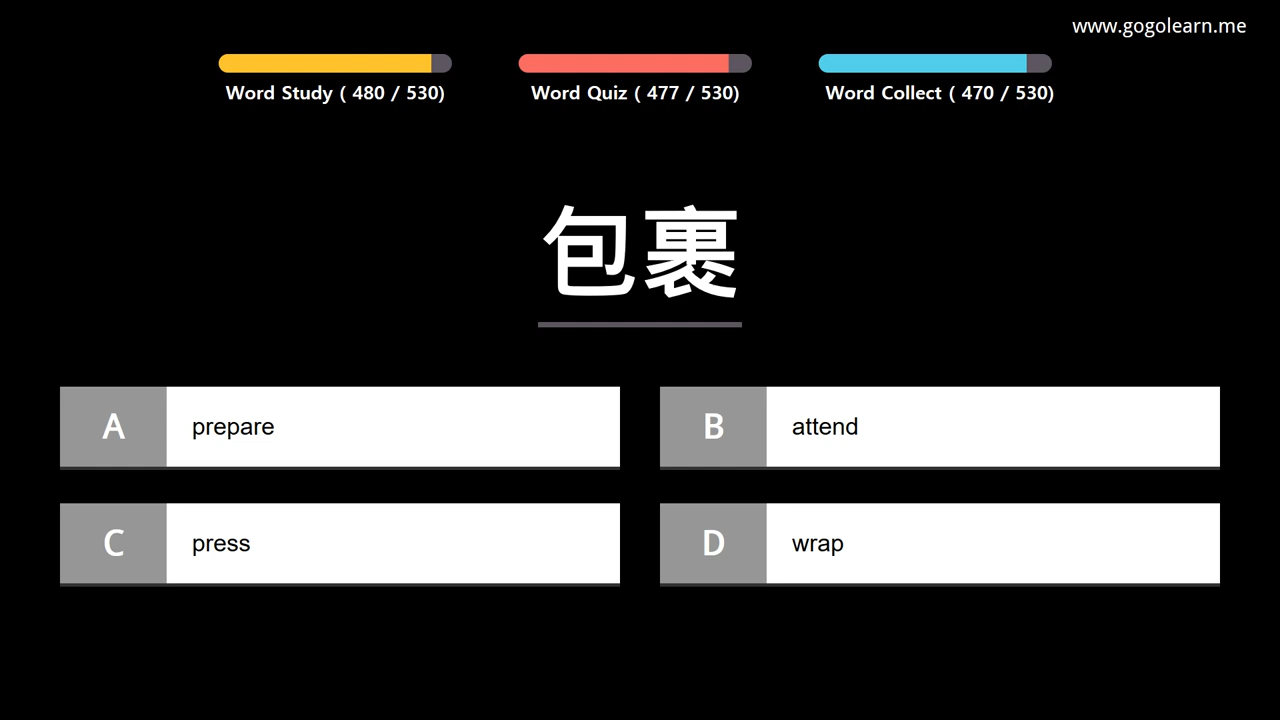 www.gogolearn.me
Word Study ( 480 / 530)
Word Quiz ( 477 / 530)
Word Collect ( 470 / 530)
包裹
A prepare
B attend
C press
D wrap